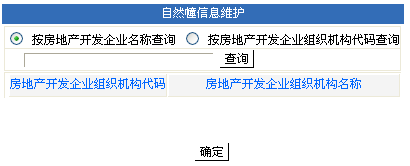 自然幢信息维护
按房地产开发企业名称查询 按房地产开发企业组织机构代码查询
查询
房地产开发企业组织机构代码 房地产开发企业组织机构名称
确定